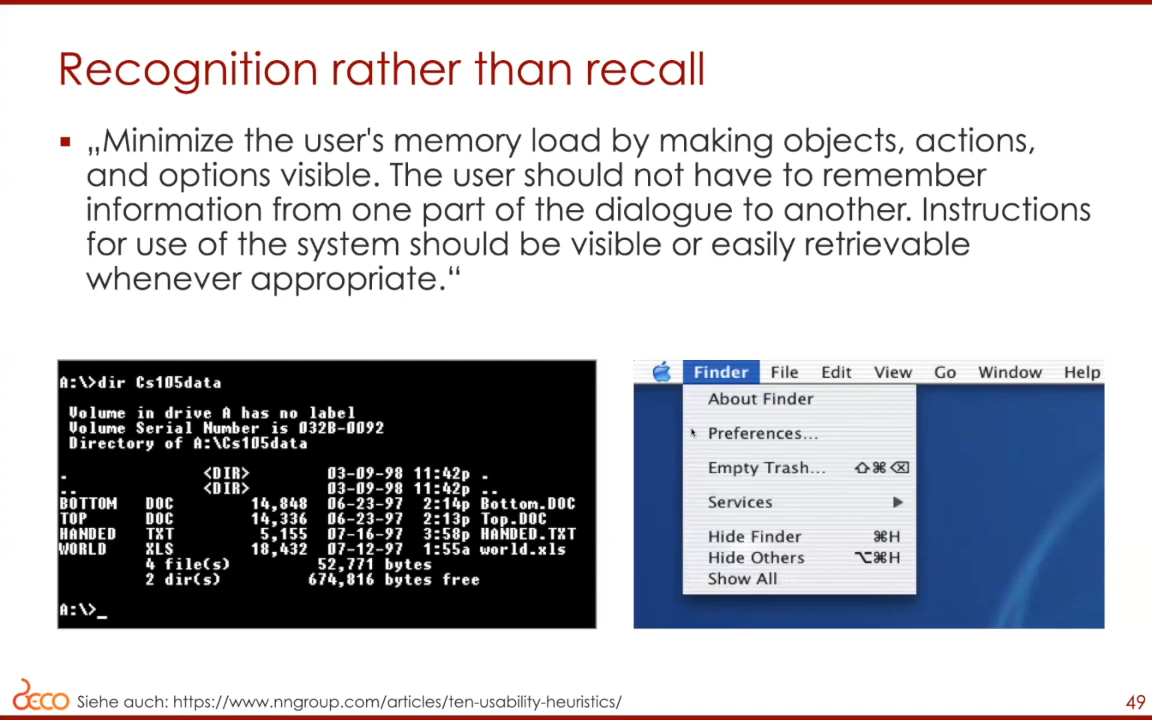 Recognition rather than recall
▪ „Minimize the user's memory load by making objects, actions,
and options visible. The user should not have to remember
information from one part of the dialogue to another. Instructions
for use of the system should be visible or easily retrievable
whenever appropriate.“
A:\>dir Cs105data
Volume in drive A has no label
Volume Serial Number is 032B-0092
Directory of A:\Cs105data
. <DIR> 03-09-98 11:42p .
.. <DIR> 03-09-98 11:42p ..
BOTTOM DOC 14,848 06-23-97 2:14p Bottom.DOC
TOP DOC 14,336 06-23-97 2:13p Top.DOC
HANDED TXT 5,155 07-16-97 3:58p HANDED.TXT
WORLD XLS 18,432 07-12-97 1:55a world.xls
4 file(s) 52,771 bytes
2 dir(s) 674,816 bytes free
A:\>_
Finder File Edit View Go Window Help
About Finder
Preferences...
Empty Trash... ⇧⌘⌫
Services ▶
Hide Finder ⌘H
Hide Others ⌥⌘H
Show All
DECO Siehe auch: https://www.nngroup.com/articles/ten-usability-heuristics/
49